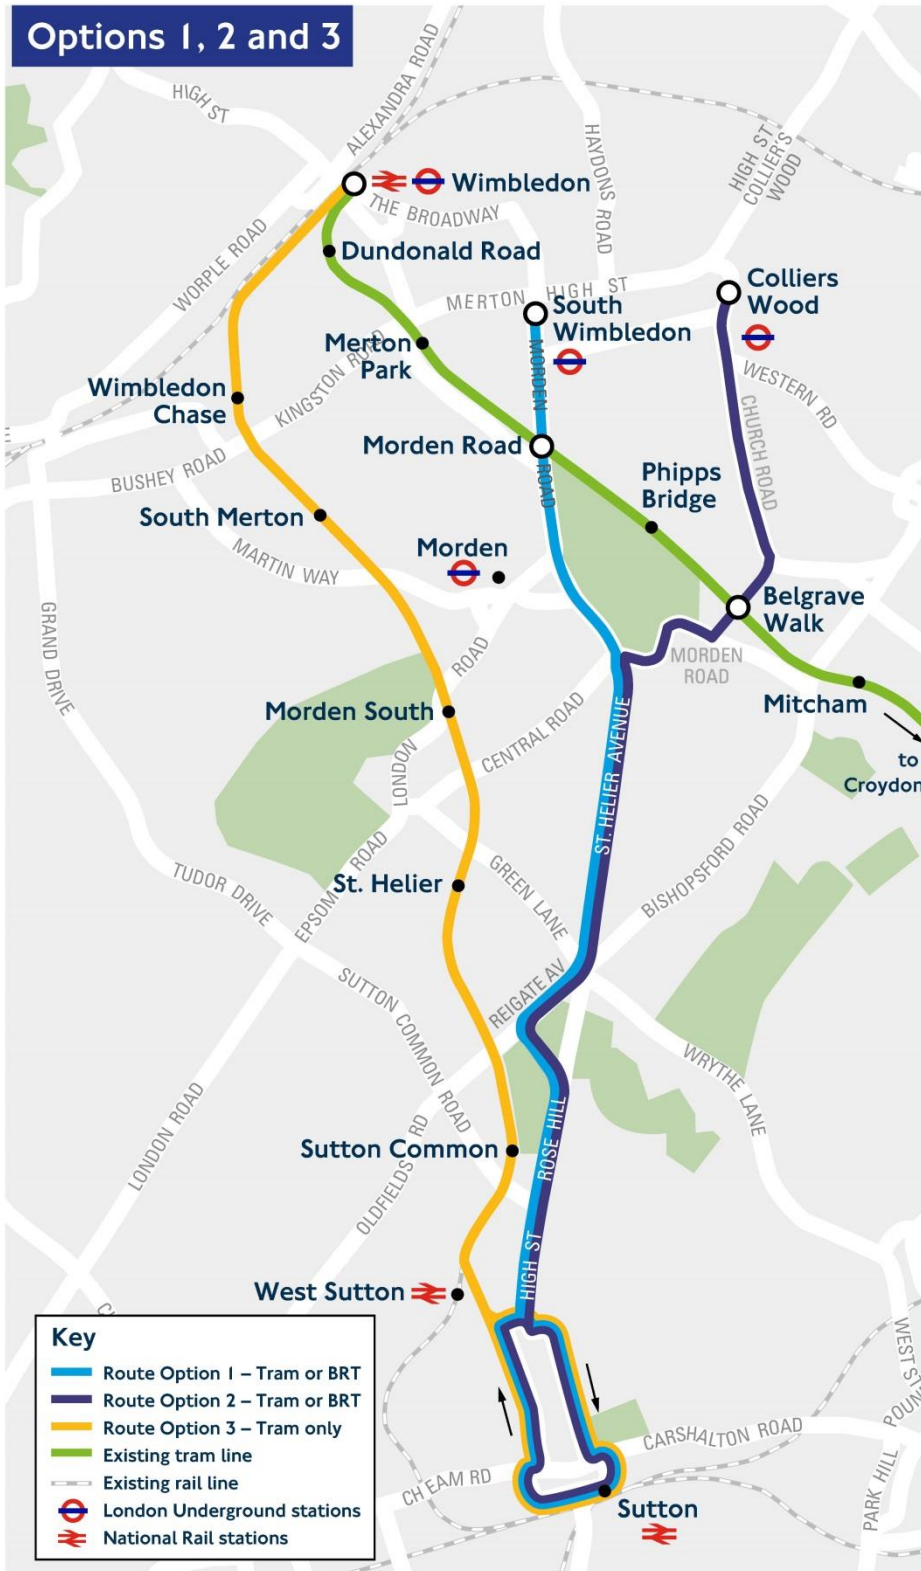 Options 1, 2 and 3
HIGH ST
ALEXANDRA ROAD
HAYDONS ROAD
HIGH ST
COLLIER'S
WOOD
Wimbledon
THE BROADWAY
WORPLE ROAD
Dundonald Road
MERTON HIGH ST
Colliers
Wood
South
Wimbledon
MORDEN
ROAD
Merton
Park
KINGSTON ROAD
WESTERN RD
Wimbledon
Chase
CHURCH ROAD
Morden Road
BUSHEY ROAD
Phipps
Bridge
South Merton
Morden
MARTIN WAY
Belgrave
Walk
GRAND DRIVE
MORDEN
ROAD
Mitcham
Morden South
LONDON ROAD
CENTRAL ROAD
ST. HELIER AVENUE
to
Croydon
BISHOPSFORD ROAD
TUDOR DRIVE
EPSOM ROAD
St. Helier
GREEN LANE
SUTTON COMMON ROAD
REIGATE AV
WRYTHE LANE
LONDON ROAD
OLDFIELDS RD
Sutton Common
ROSE HILL
HIGH ST
West Sutton
WEST ST
CARSHALTON ROAD
CHEAM RD
PARK HILL
Sutton
Key
Route Option 1 – Tram or BRT
Route Option 2 – Tram or BRT
Route Option 3 – Tram only
Existing tram line
Existing rail line
London Underground stations
National Rail stations